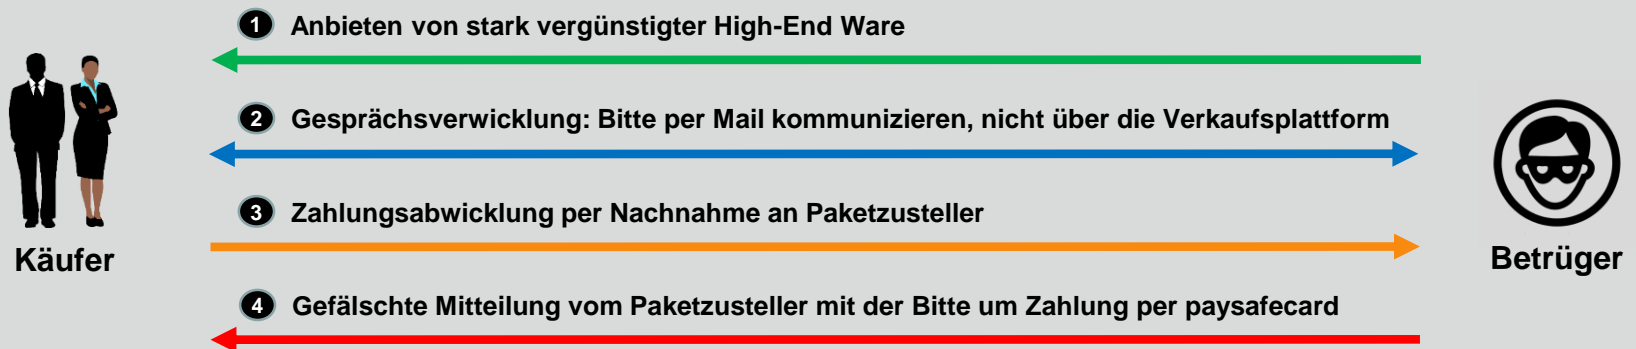 1 Anbieten von stark vergünstigter High-End Ware
2 Gesprächsverwicklung: Bitte per Mail kommunizieren, nicht über die Verkaufsplattform
3 Zahlungsabwicklung per Nachnahme an Paketzusteller
Käufer
Betrüger
4 Gefälschte Mitteilung vom Paketzusteller mit der Bitte um Zahlung per paysafecard